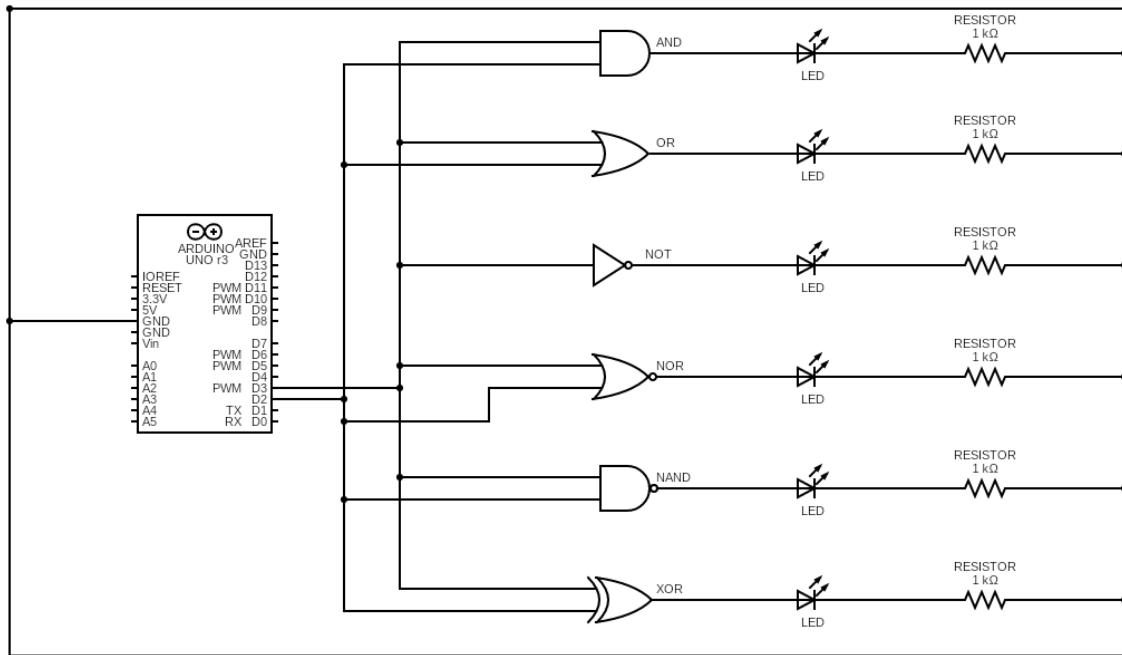 RESISTOR
1 kΩ
AND
LED
RESISTOR
1 kΩ
OR
LED
ARDUINO
UNO r3
AREF
GND
D13
IOREF
D12
RESET
PWM D11
3.3V
PWM D10
5V
PWM D9
GND
D8
GND
Vin
D7
PWM D6
A0
PWM D5
A1
D4
A2
PWM D3
A3
D2
A4
TX D1
A5
RX D0
RESISTOR
1 kΩ
NOT
LED
RESISTOR
1 kΩ
NOR
LED
RESISTOR
1 kΩ
NAND
LED
RESISTOR
1 kΩ
XOR
LED